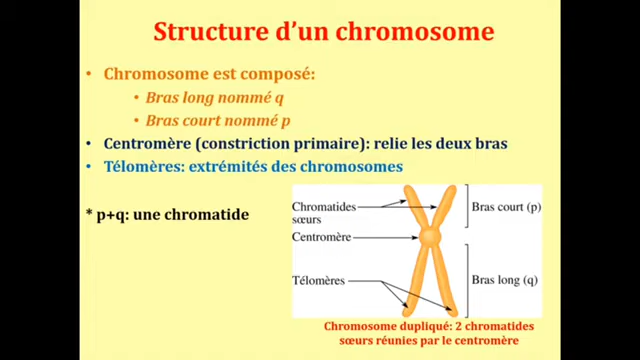 Structure d'un chromosome
• Chromosome est composé:
• Bras long nommé q
• Bras court nommé p
• Centromère (constriction primaire): relie les deux bras
• Télomères: extrémités des chromosomes
* p+q: une chromatide
Chromatides
sœurs
Bras court (p)
Centromère
Télomères
Bras long (q)
Chromosome dupliqué: 2 chromatides
sœurs réunies par le centromère